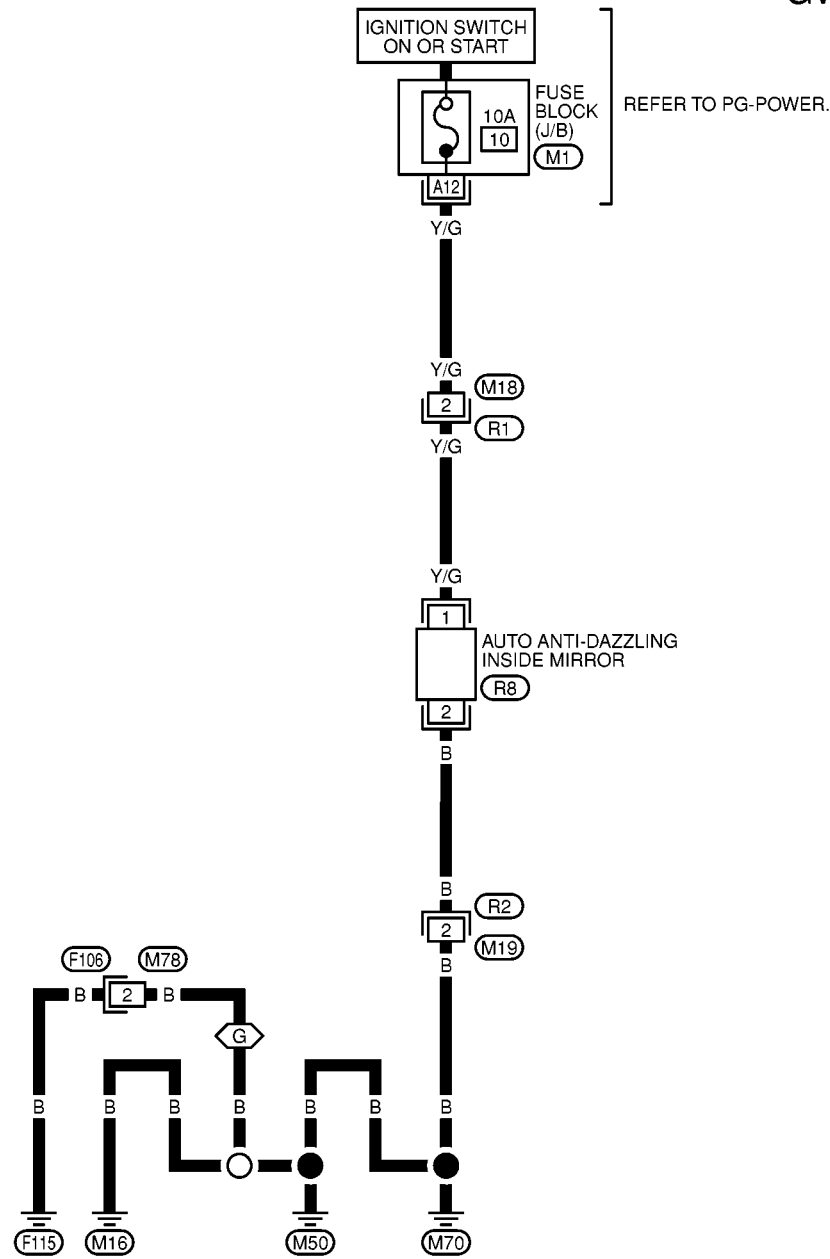 IGNITION SWITCH
ON OR START
FUSE
BLOCK
(J/B)
10A
10
M1
REFER TO PG-POWER.
A12
Y/G
Y/G
M18
2
R1
Y/G
Y/G
1
AUTO ANTI-DAZZLING
INSIDE MIRROR
R8
2
B
B
R2
2
M19
B
F106
M78
B
2
B
G
B
B
B
B
B
B
B
F115
M16
M50
M70